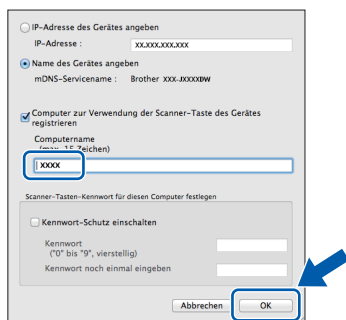 IP-Adresse des Gerätes angeben
IP-Adresse : XX.XXX.XXX.XXX
Name des Gerätes angeben
mDNS-Servicename : Brother XXX-JXXXXDW
Computer zur Verwendung der Scanner-Taste des Gerätes
registrieren
Computername
(max. 15 Zeichen)
XXXX
Scanner-Tasten-Kennwort für diesen Computer festlegen
Kennwort-Schutz einschalten
Kennwort
("0" bis "9", vierstellig)
Kennwort noch einmal eingeben
Abbrechen OK